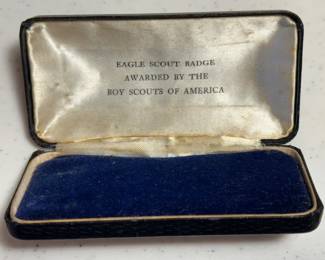 EAGLE SCOUT BADGE
AWARDED BY THE
BOY SCOUTS OF AMERICA